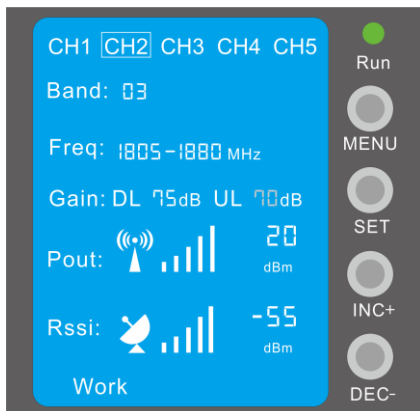 CH1 CH2 CH3 CH4 CH5
Band: 03
Freq: 1805-1880 MHz
Gain: DL 75dB UL 70dB
Pout: 20 dBm
Rssi: -55 dBm
Work
Run
MENU
SET
INC+
DEC-